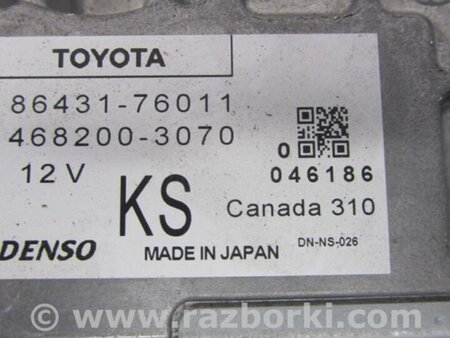 TOYOTA
86431-76011
468200-3070
0
12 V
046186
KS
Canada 310
DENSO
MADE IN JAPAN
DN-NS-026
© www.razborki.com